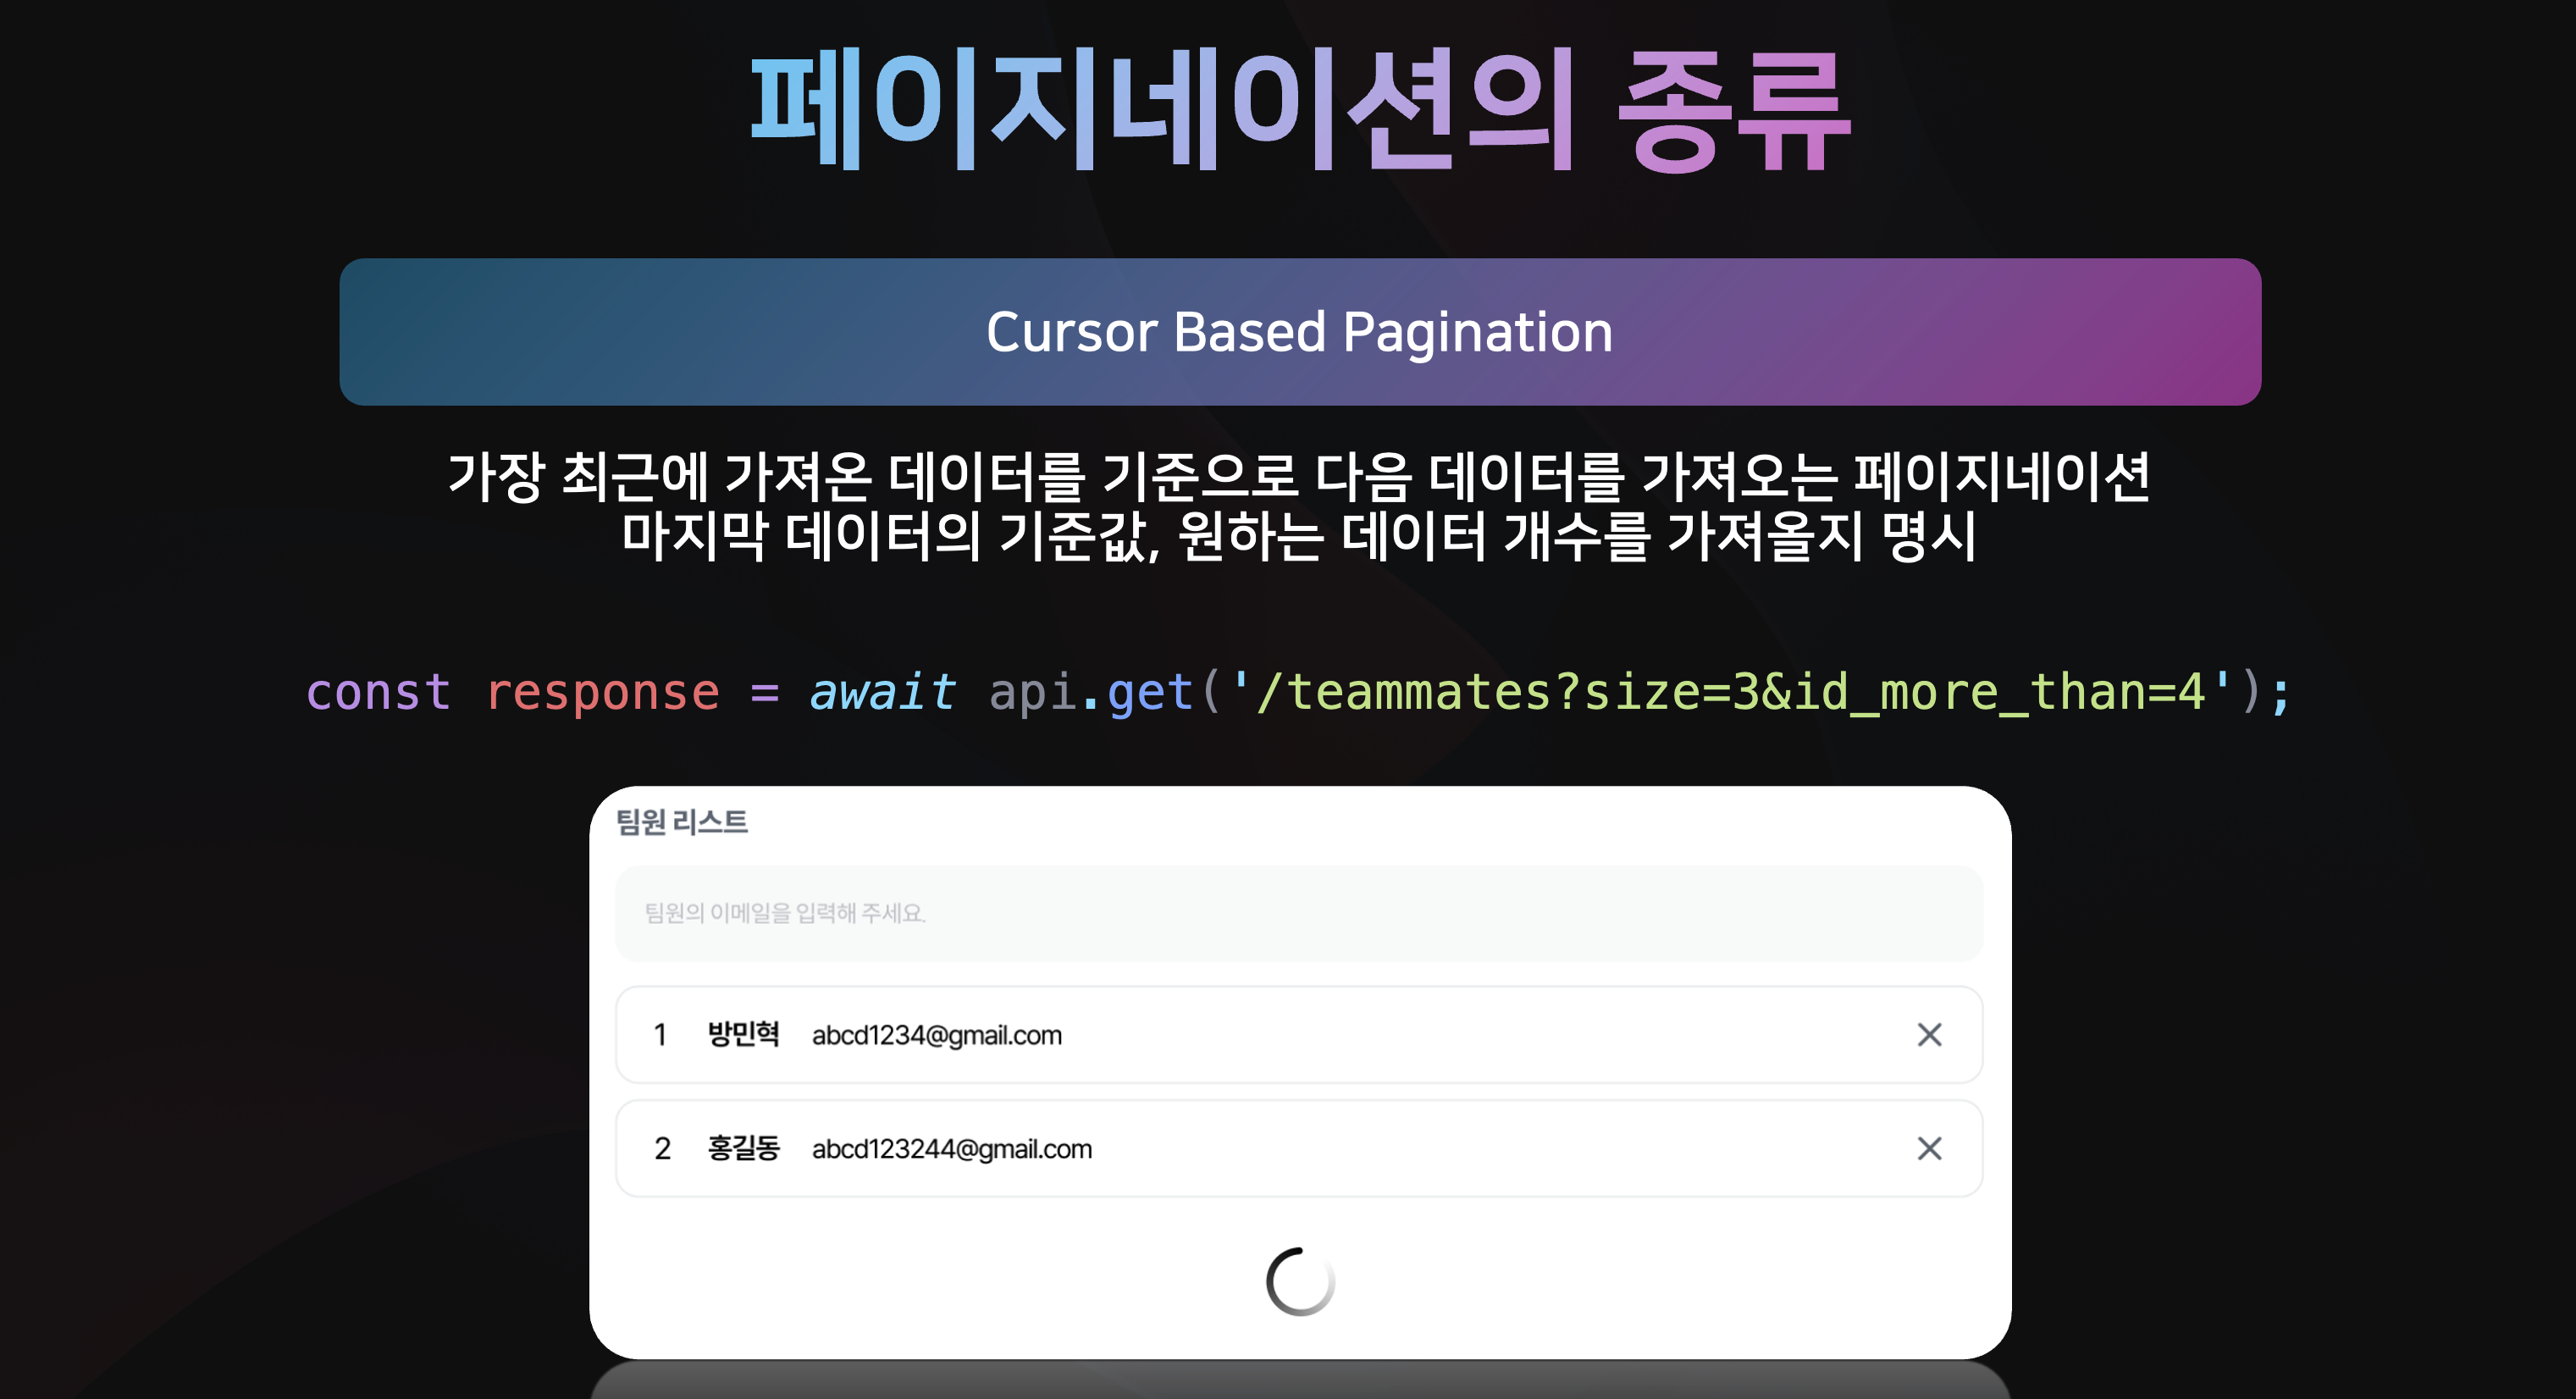 페이지네이션의 종류
Cursor Based Pagination
가장 최근에 가져온 데이터를 기준으로 다음 데이터를 가져오는 페이지네이션
마지막 데이터의 기준값, 원하는 데이터 개수를 가져올지 명시
const response = await api.get('/teammates?size=3&id_more_than=4');
팀원 리스트
팀원의 이메일을 입력해 주세요.
1 방민혁 abcd1234@gmail.com
2 홍길동 abcd123244@gmail.com